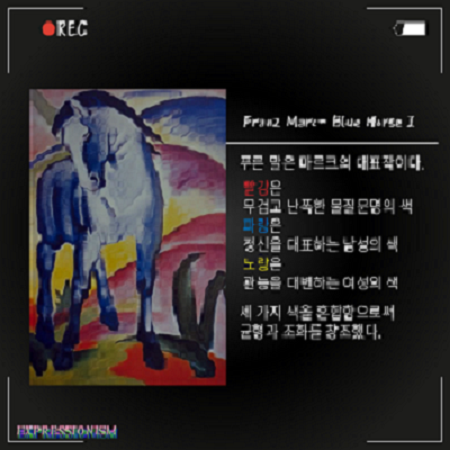 REC
Franz Marc - Blue Horse I
푸른 말은 마르크의 대표작이다.
빨강은
무겁고 난폭한 물질문명의 색
파랑은
정신을 대표하는 남성의 색
노랑은
관능을 대변하는 여성의 색
세 가지 색을 혼합함으로써
균형과 조화를 강조했다.
EXPRESSIONISM